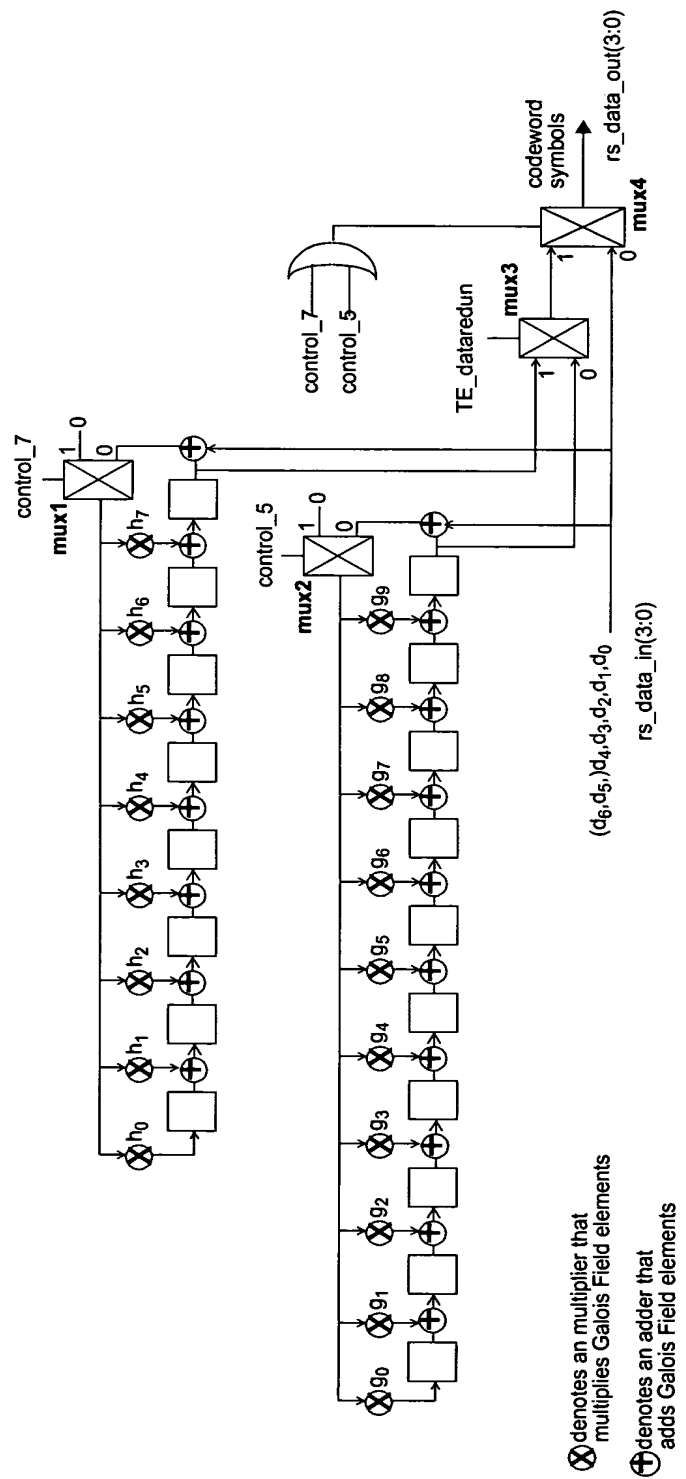 control_7
1
0
0
mux1
h0
h1
h2
h3
h4
h5
h6
h7
control_5
1
0
0
mux2
g0
g1
g2
g3
g4
g5
g6
g7
g8
g9
control_7
control_5
TE_dataredun
mux3
1
0
1
0
mux4
codeword
symbols
rs_data_out(3:0)
(d6,d5,)d4,d3,d2,d1,d0
rs_data_in(3:0)
denotes an multiplier that
multiplies Galois Field elements
denotes an adder that
adds Galois Field elements